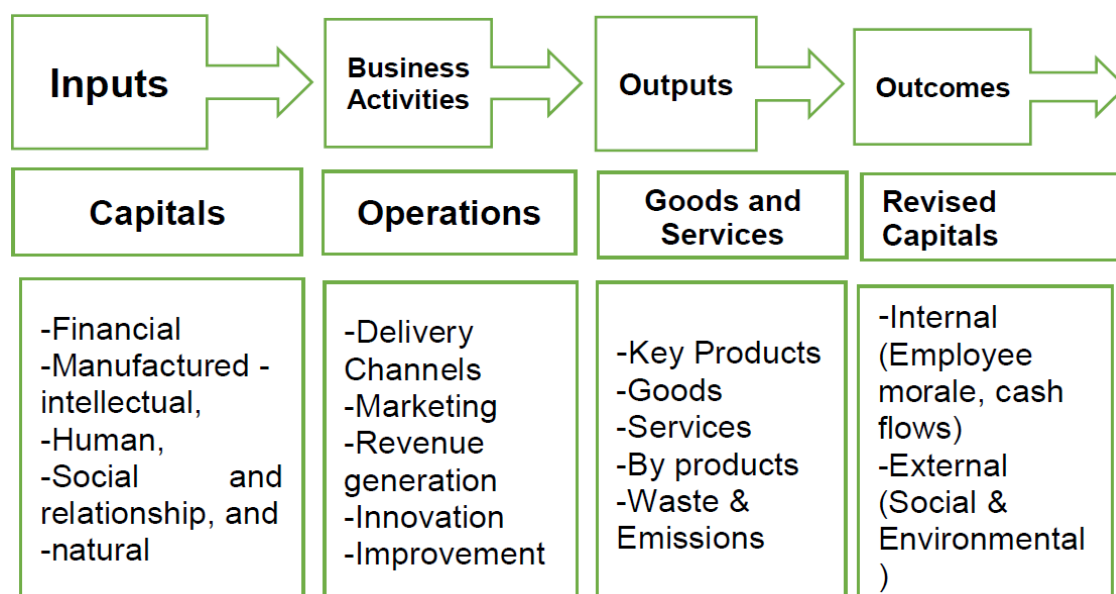 Inputs
Business
Activities
Outputs
Outcomes
Capitals
Operations
Goods and
Services
Revised
Capitals
-Financial
-Manufactured -
intellectual,
-Human,
-Social and
relationship, and
-natural
-Delivery
Channels
-Marketing
-Revenue
generation
-Innovation
-Improvement
-Key Products
-Goods
-Services
-By products
-Waste &
Emissions
-Internal
(Employee
morale, cash
flows)
-External
(Social &
Environmental
)